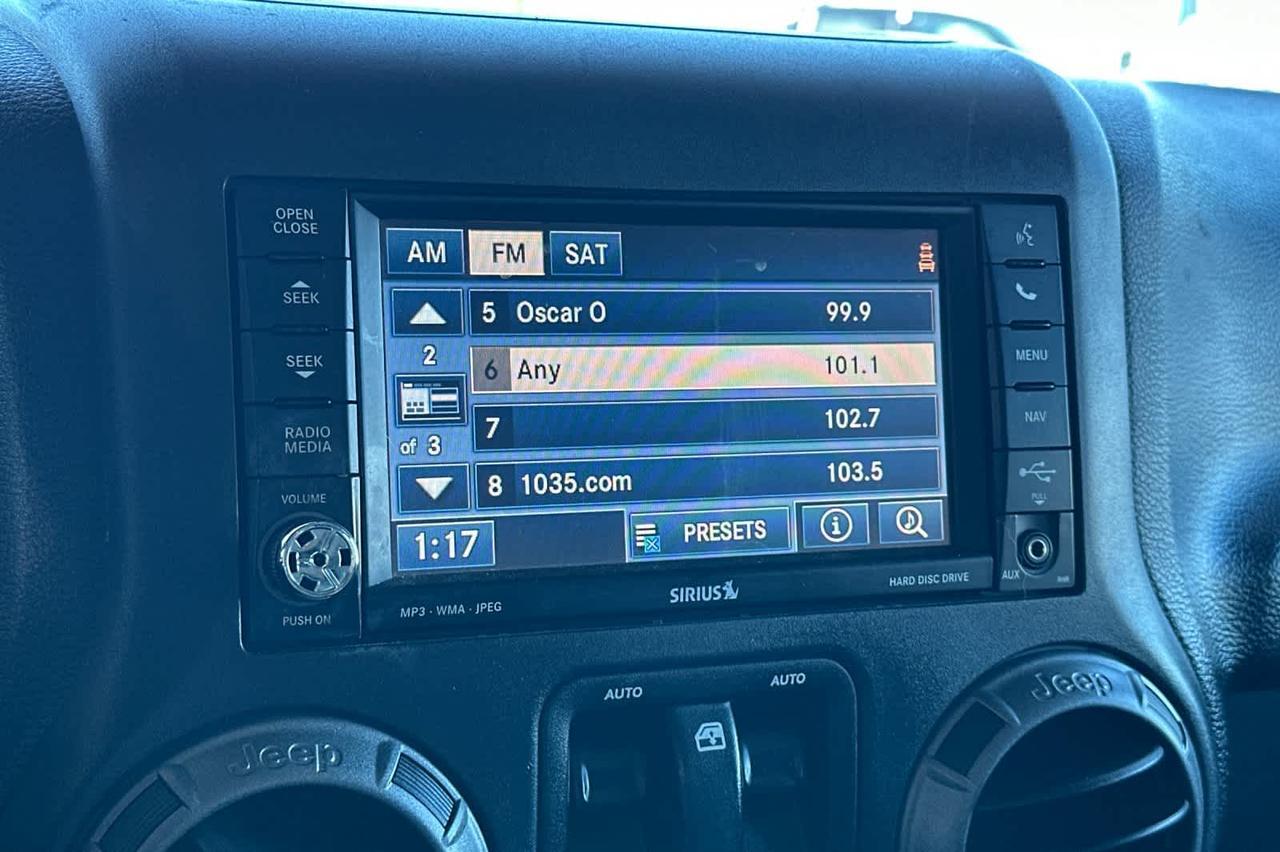 OPEN
CLOSE
SEEK
SEEK
RADIO
MEDIA
VOLUME
PUSH ON
AM FM SAT
5 Oscar O 99.9
2
6 Any 101.1
7 102.7
of 3
8 1035.com 103.5
1:17 PRESETS i
MP3 · WMA · JPEG
SIRIUS
HARD DISC DRIVE
MENU
NAV
PULL
AUX
AUTO
AUTO
Jeep
Jeep